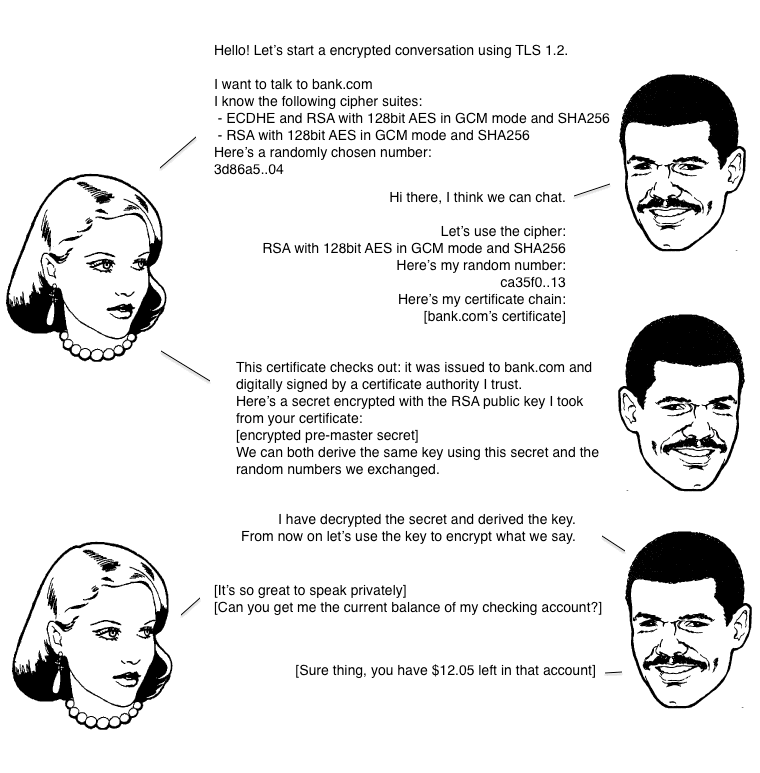 Hello! Let's start a encrypted conversation using TLS 1.2.
I want to talk to bank.com
I know the following cipher suites:
- ECDHE and RSA with 128bit AES in GCM mode and SHA256
- RSA with 128bit AES in GCM mode and SHA256
Here's a randomly chosen number:
3d86a5..04
Hi there, I think we can chat.
Let's use the cipher:
RSA with 128bit AES in GCM mode and SHA256
Here's my random number:
ca35f0..13
Here's my certificate chain:
[bank.com's certificate]
This certificate checks out: it was issued to bank.com and
digitally signed by a certificate authority I trust.
Here's a secret encrypted with the RSA public key I took
from your certificate:
[encrypted pre-master secret]
We can both derive the same key using this secret and the
random numbers we exchanged.
I have decrypted the secret and derived the key.
From now on let's use the key to encrypt what we say.
[It's so great to speak privately]
[Can you get me the current balance of my checking account?]
[Sure thing, you have $12.05 left in that account]